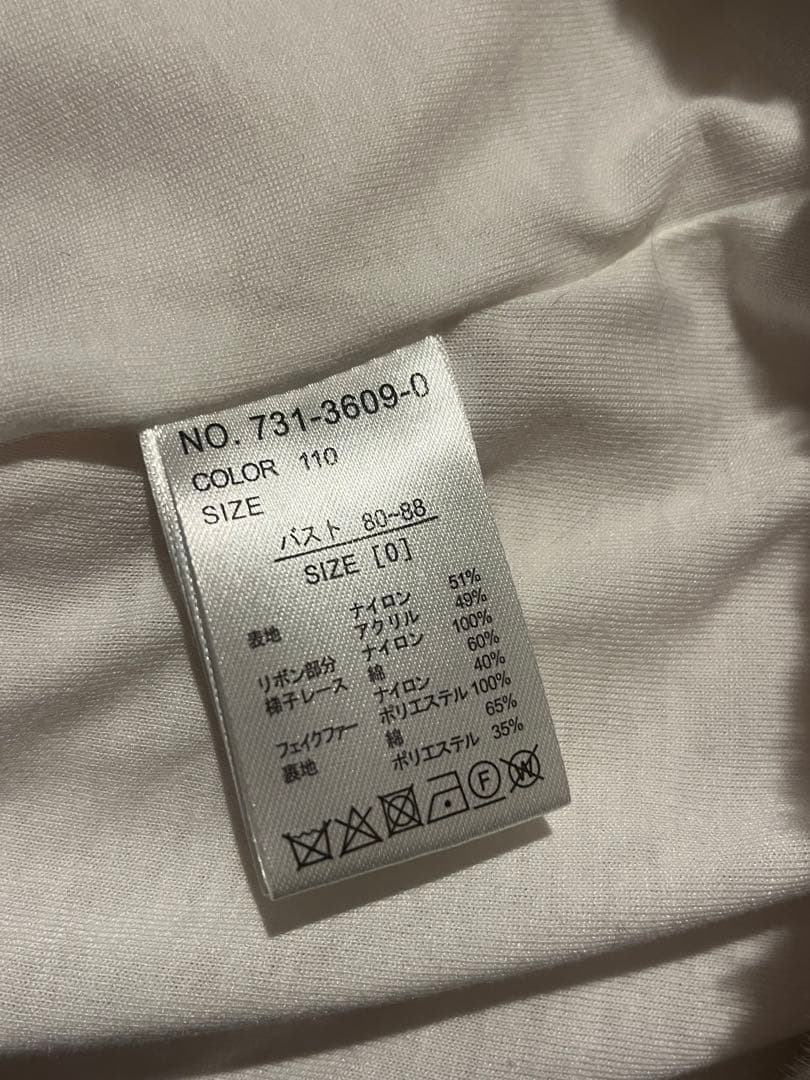 NO. 731-3609-0
COLOR 110
SIZE
バスト 80~88
SIZE [0]
表地 ナイロン 51%
アクリル 49%
リボン部分 ナイロン 100%
様子レース 綿 60%
ナイロン 40%
フェイクファー ポリエステル 100%
裏地 綿 65%
ポリエステル 35%
F
W